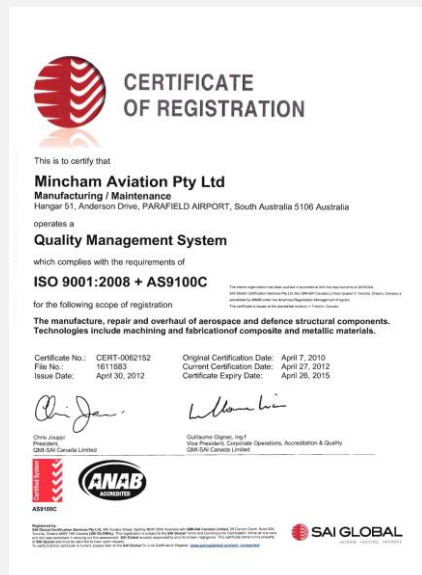 CERTIFICATE
OF REGISTRATION
This is to certify that
Mincham Aviation Pty Ltd
Manufacturing / Maintenance
Hangar 51, Anderson Drive, PARAFIELD AIRPORT, South Australia 5106 Australia
operates a
Quality Management System
which complies with the requirements of
ISO 9001:2008 + AS9100C
for the following scope of registration
The manufacture, repair and overhaul of aerospace and defence structural components.
Technologies include machining and fabricationof composite and metallic materials.
Certificate No.: CERT-0062152 Original Certification Date: April 7, 2010
File No.: 1611683 Current Certification Date: April 27, 2012
Issue Date: April 30, 2012 Certificate Expiry Date: April 26, 2015
Chris Jouppi
President,
QMI-SAI Canada Limited
Guillaume Gignac, ing.f
Vice President, Corporate Operations, Accreditation & Quality
QMI-SAI Canada Limited
Certified System
AS9100C
ANAB
ACCREDITED
Registered by:
SAI GLOBAL